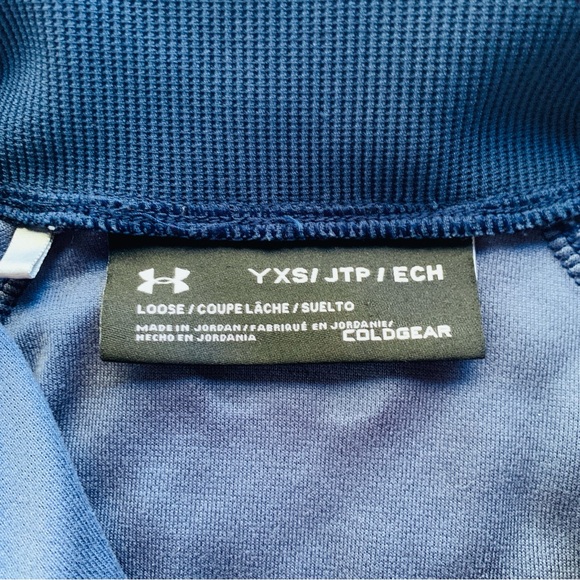 YXS/ JTP / ECH
LOOSE / COUPE LÂCHE / SUELTO
MADE IN JORDAN / FABRIQUÉ EN JORDANIE/
HECHO EN JORDANIA
COLDGEAR